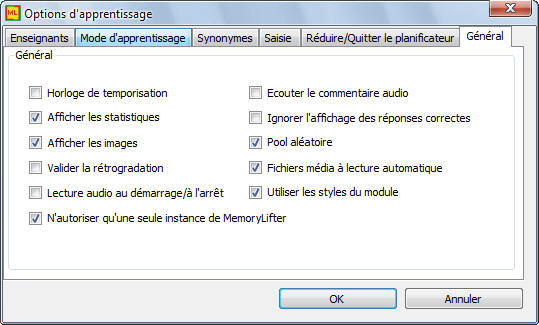 ML Options d'apprentissage
Enseignants Mode d'apprentissage Synonymes Saisie Réduire/Quitter le planificateur Général
Général
Horloge de temporisation Ecouter le commentaire audio
Afficher les statistiques Ignorer l'affichage des réponses correctes
Afficher les images Pool aléatoire
Valider la rétrogradation Fichiers média à lecture automatique
Lecture audio au démarrage/à l'arrêt Utiliser les styles du module
N'autoriser qu'une seule instance de MemoryLifter
OK Annuler